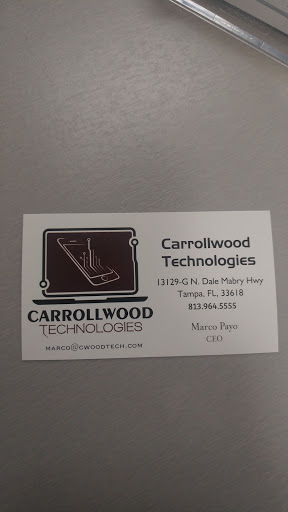 CARROLLWOOD
TECHNOLOGIES
MARCO@CWOODTECH.COM
Carrollwood
Technologies
13129-G N. Dale Mabry Hwy
Tampa, FL, 33618
813.964.5555
Marco Payo
CEO